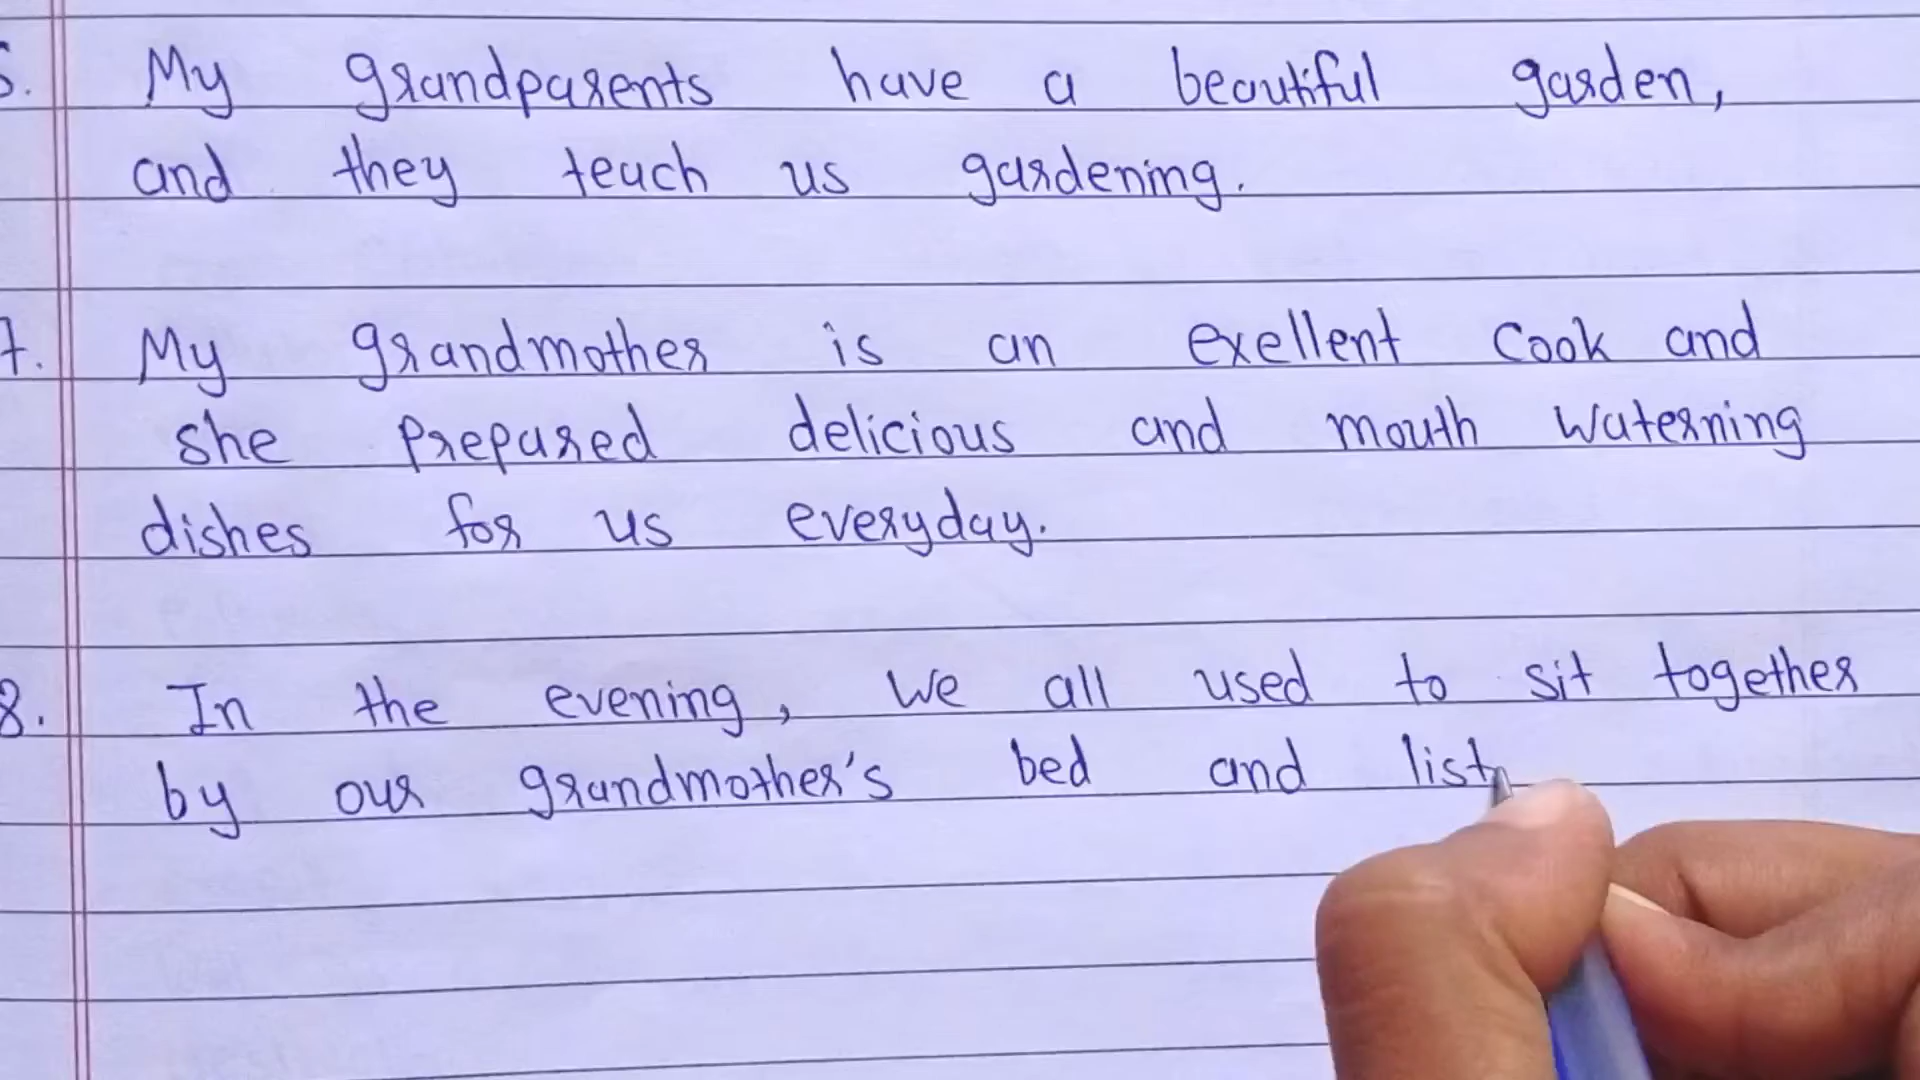 6. My grandparents have a beautiful garden,
and they teach us gardening.
7. My grandmother is an exellent cook and
she prepared delicious and mouth waterning
dishes for us everyday.
8. In the evening, we all used to sit together
by our grandmother's bed and